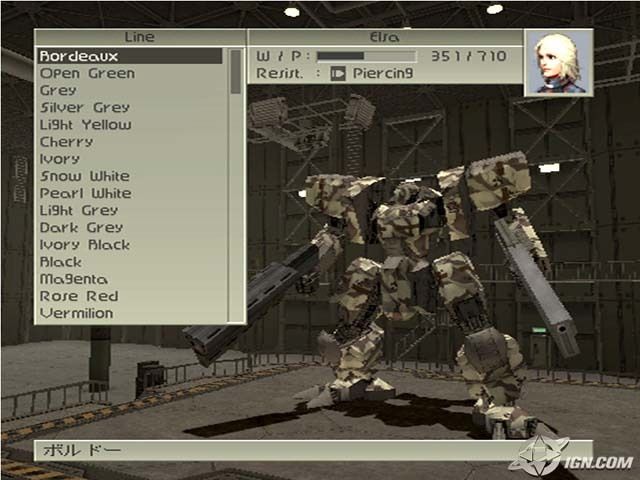 Line
Elsa
Bordeaux
W / P: 351/710
Open Green
Resist. : Piercing
Grey
Silver Grey
Light Yellow
Cherry
Ivory
Snow White
Pearl White
Light Grey
Dark Grey
Ivory Black
Black
Magenta
Rose Red
Vermilion
ボルドー
IGN.COM